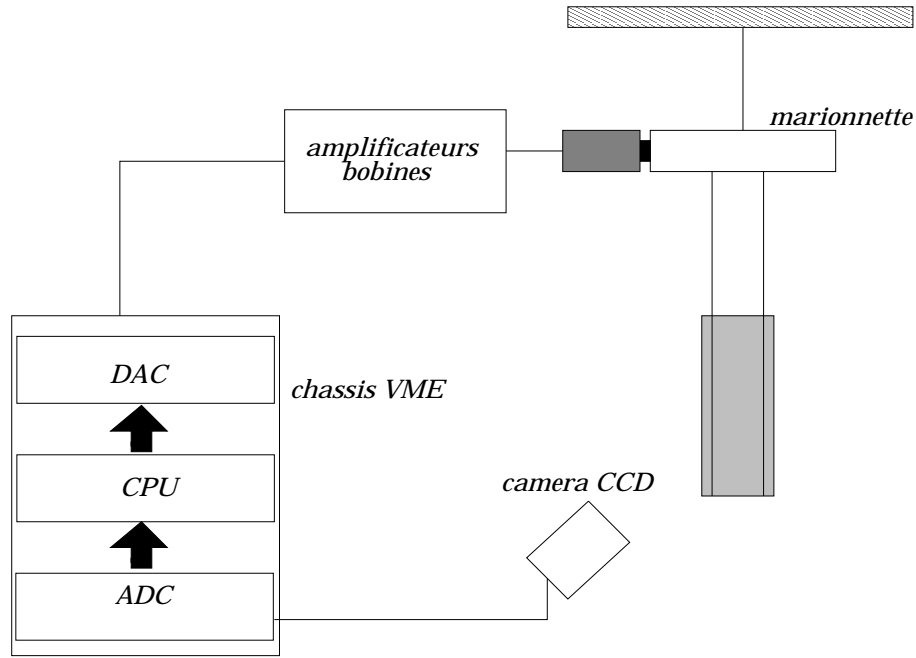 marionnette
amplificateurs
bobines
DAC
chassis VME
CPU
camera CCD
ADC